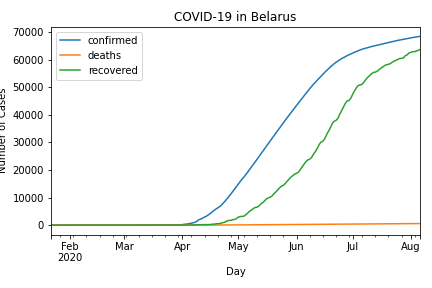 COVID-19 in Belarus
confirmed
deaths
recovered
70000
60000
50000
40000
30000
20000
10000
0
Number of Cases
Feb
2020
Mar
Apr
May
Jun
Jul
Aug
Day